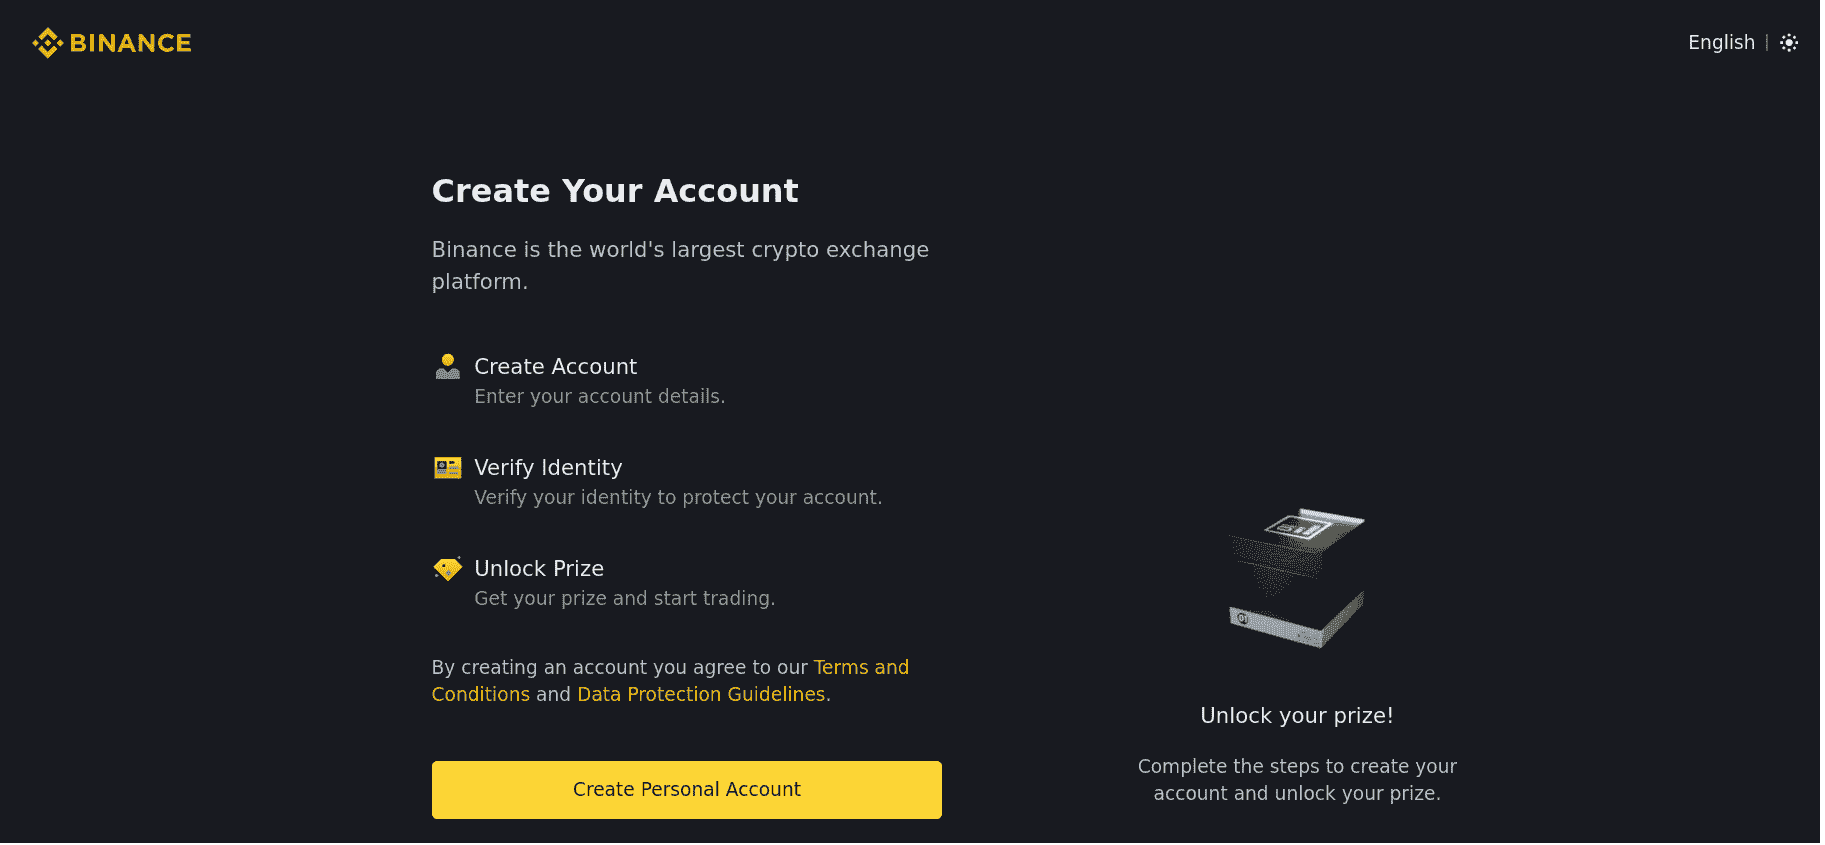 BINANCE
English
Create Your Account
Binance is the world's largest crypto exchange
platform.
Create Account
Enter your account details.
Verify Identity
Verify your identity to protect your account.
Unlock Prize
Get your prize and start trading.
By creating an account you agree to our Terms and
Conditions and Data Protection Guidelines.
Create Personal Account
Unlock your prize!
Complete the steps to create your
account and unlock your prize.